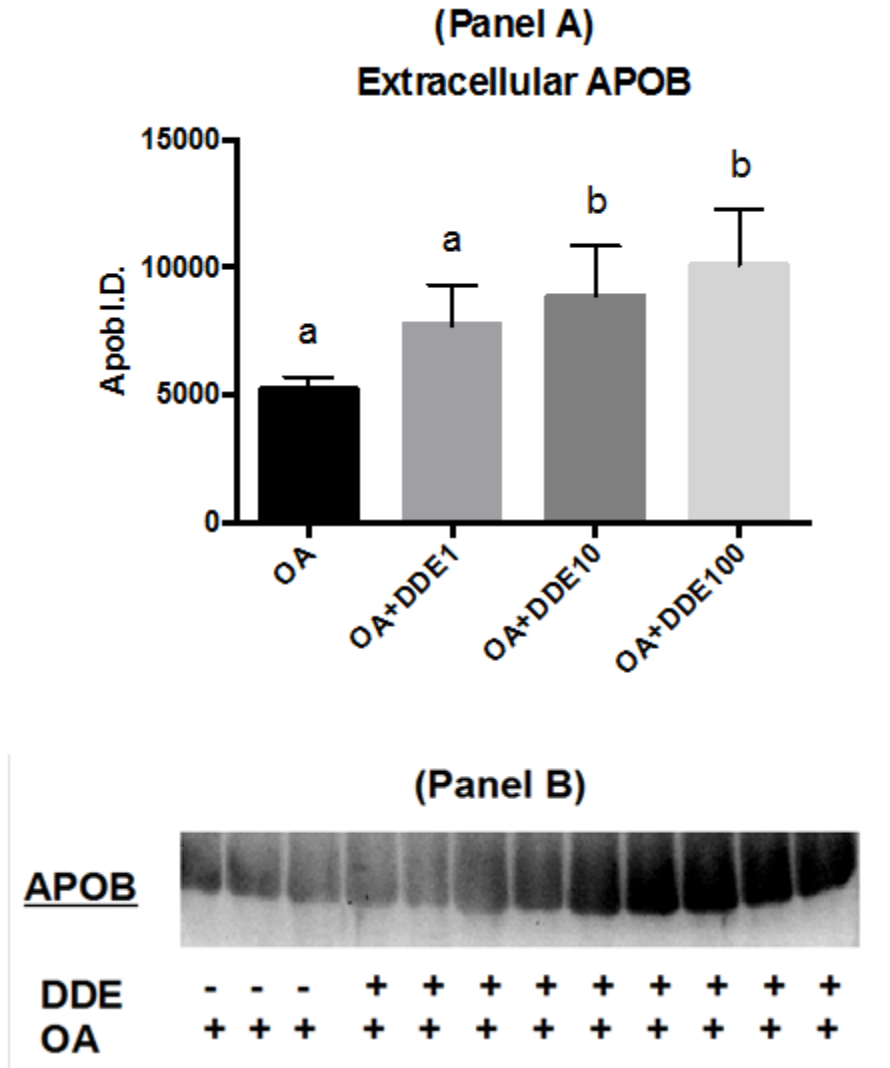 (Panel A)
Extracellular APOB
15000
10000
5000
0
Apob I.D.
a
a
b
b
OA
OA+DDE1
OA+DDE10
OA+DDE100
(Panel B)
APOB
DDE - - - + + + + + + + + +
OA + + + + + + + + + + + +